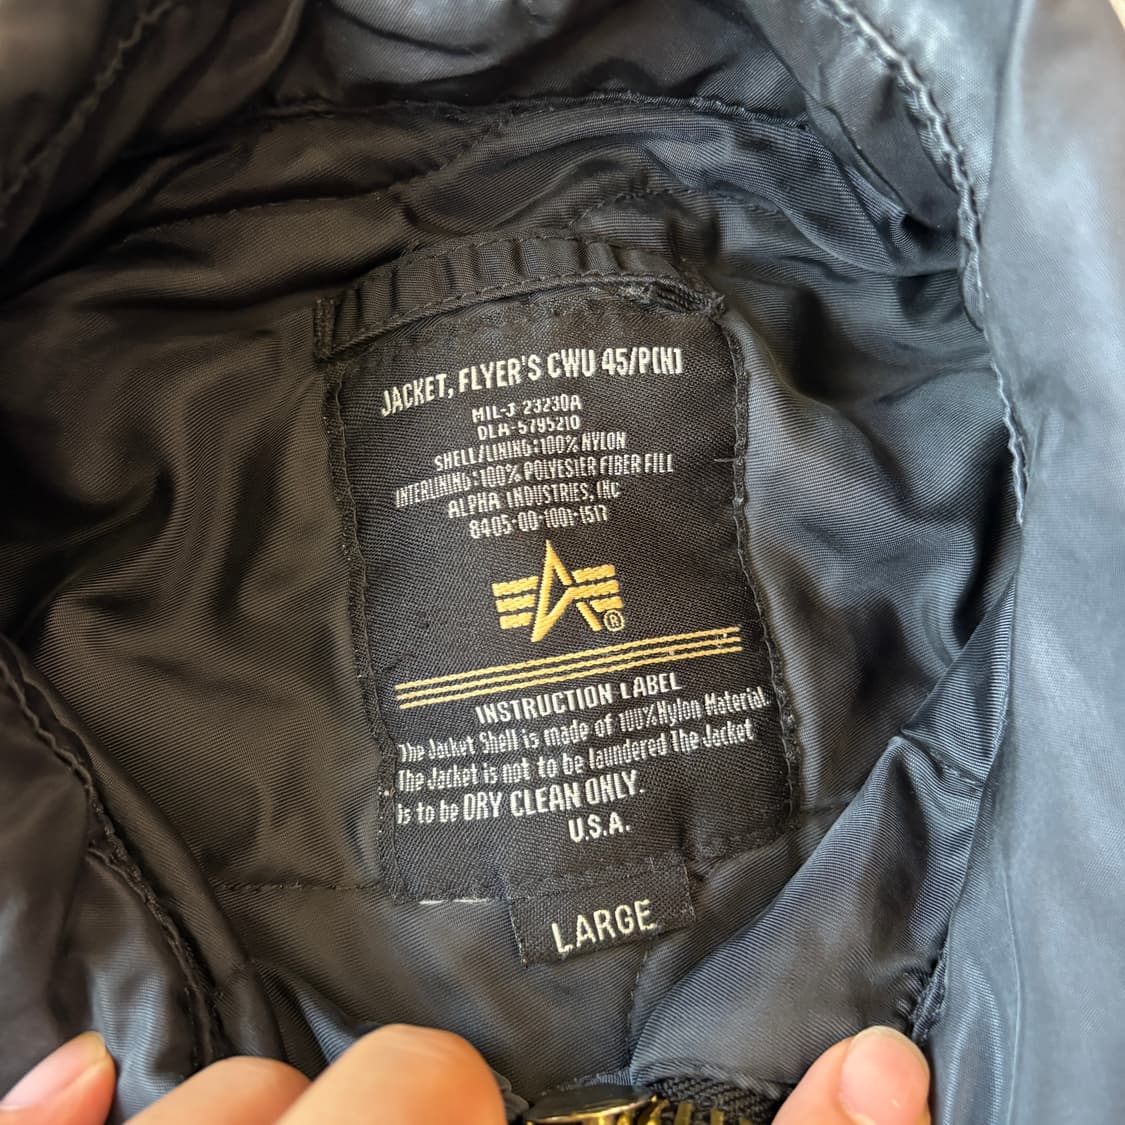 JACKET, FLYER'S CWU 45/P(N)
MIL-J-23230A
DLA-5795210
SHELL/LINING:100% NYLON
INTERLINING:100% POLYESTER FIBER FILL
ALPHA INDUSTRIES, INC
8405-00-1001-1517
®
INSTRUCTION LABEL
The Jacket Shell is made of 100% Nylon Material.
The Jacket is not to be laundered The Jacket
is to be DRY CLEAN ONLY.
U.S.A.
LARGE